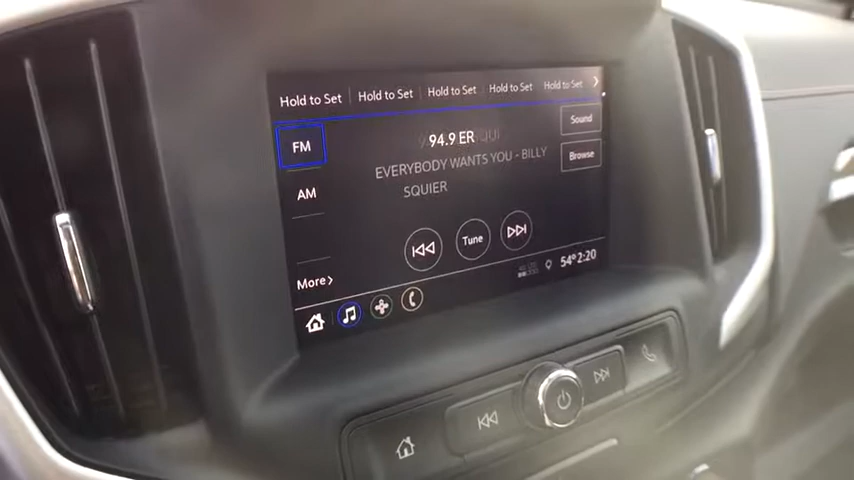 Hold to Set Hold to Set Hold to Set Hold to Set Hold to Set
FM
94.9 ER
Sound
EVERYBODY WANTS YOU - BILLY
SQUIER
Browse
AM
Tune
More
54° 2:20